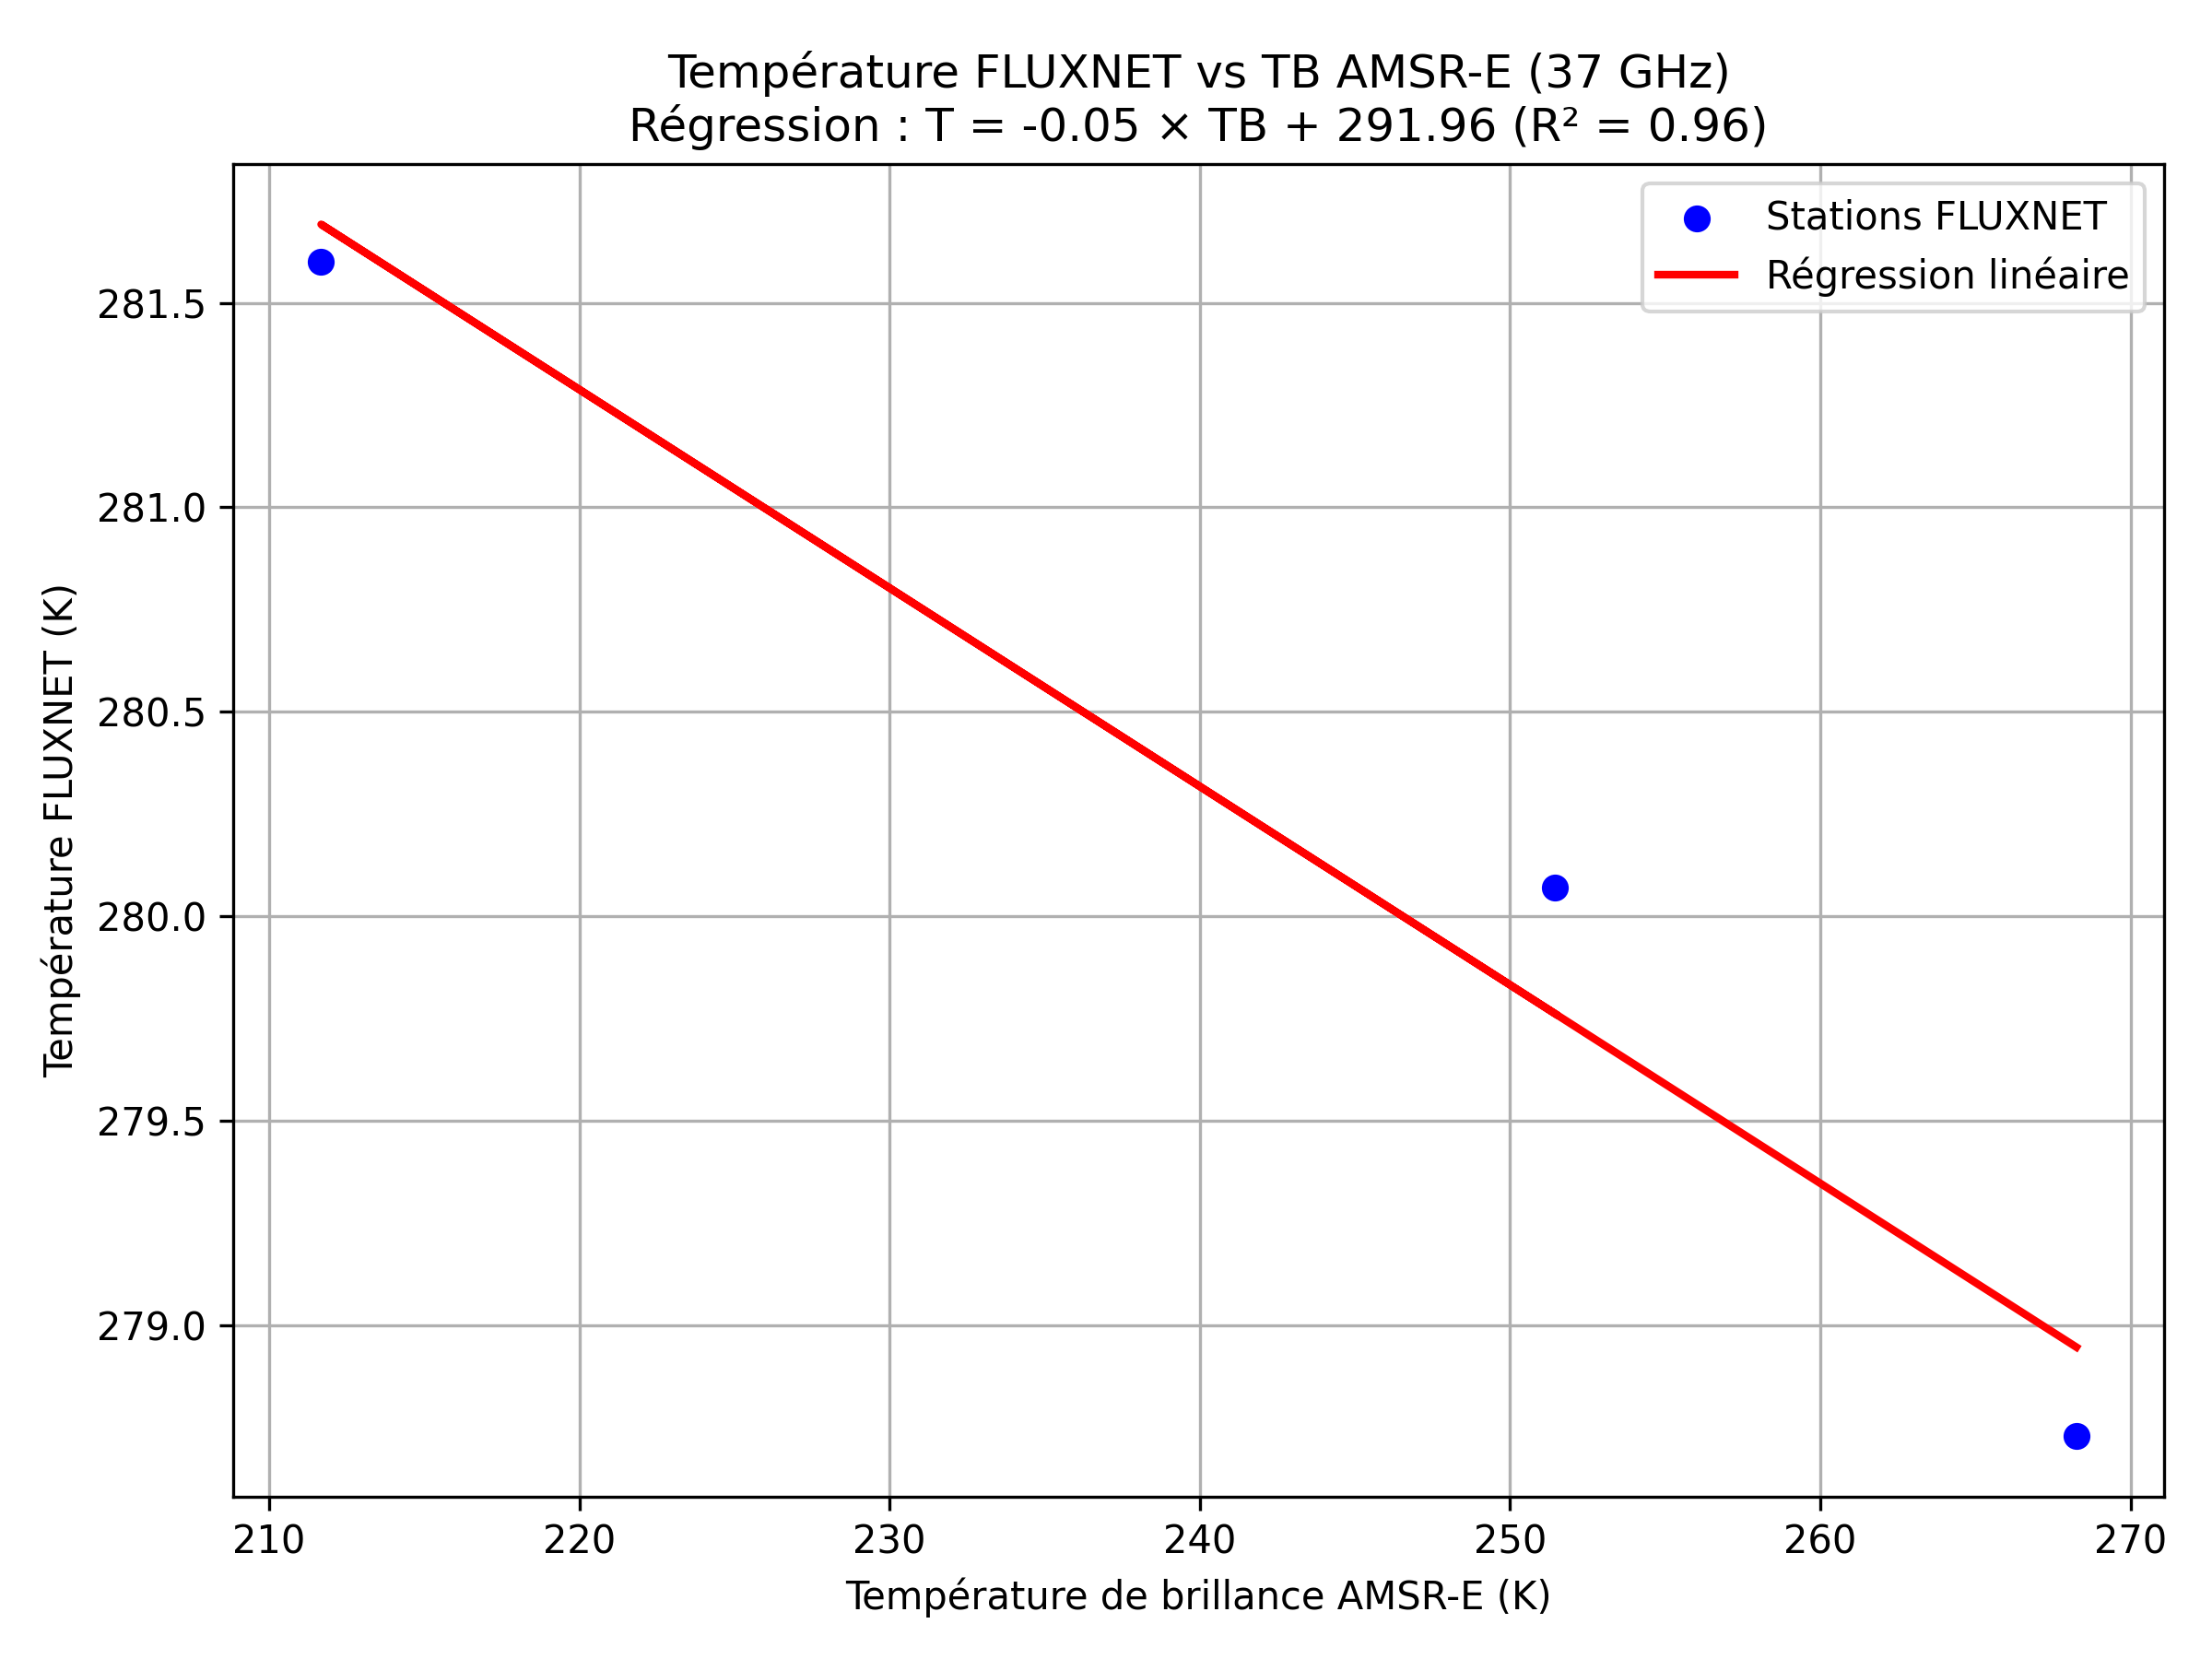 Température FLUXNET vs TB AMSR-E (37 GHz)
Régression : T = -0.05 × TB + 291.96 (R² = 0.96)
Stations FLUXNET
Régression linéaire
Température FLUXNET (K)
281.5
281.0
280.5
280.0
279.5
279.0
210 220 230 240 250 260 270
Température de brillance AMSR-E (K)